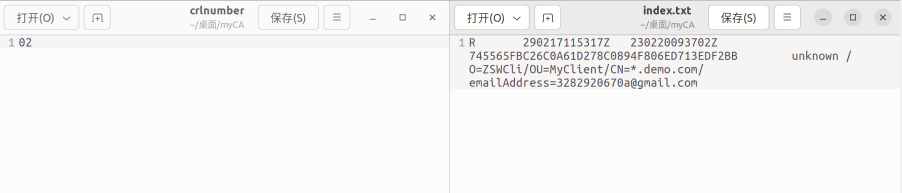 打开(O)
crlnumber
~/桌面/myCA
保存(S)
1 02
打开(O)
index.txt
~/桌面/myCA
保存(S)
1 R 290217115317Z 230220093702Z
745565FBC26C0A61D278C0894F806ED713EDF2BB unknown /
O=ZSWCli/OU=MyClient/CN=*.demo.com/
emailAddress=3282920670a@gmail.com